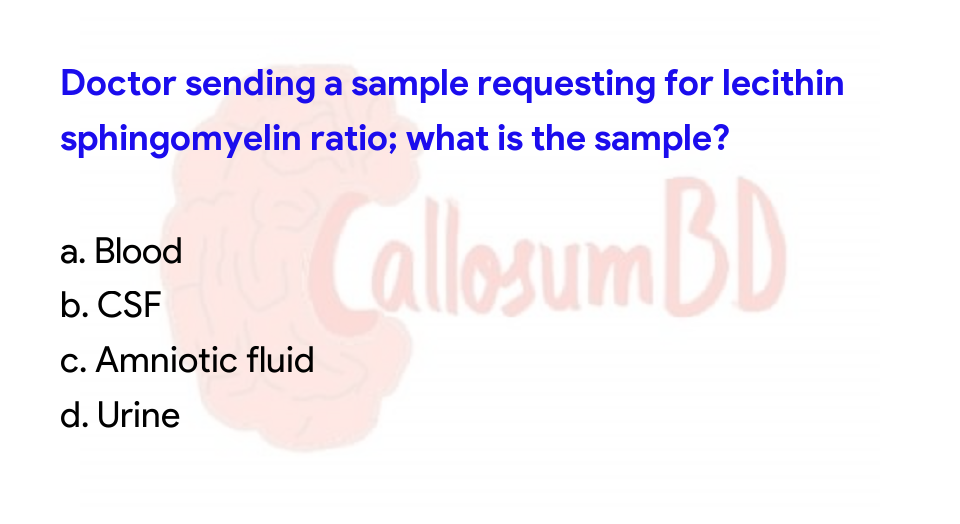 Doctor sending a sample requesting for lecithin
sphingomyelin ratio; what is the sample?
CallosumBD
a. Blood
b. CSF
c. Amniotic fluid
d. Urine